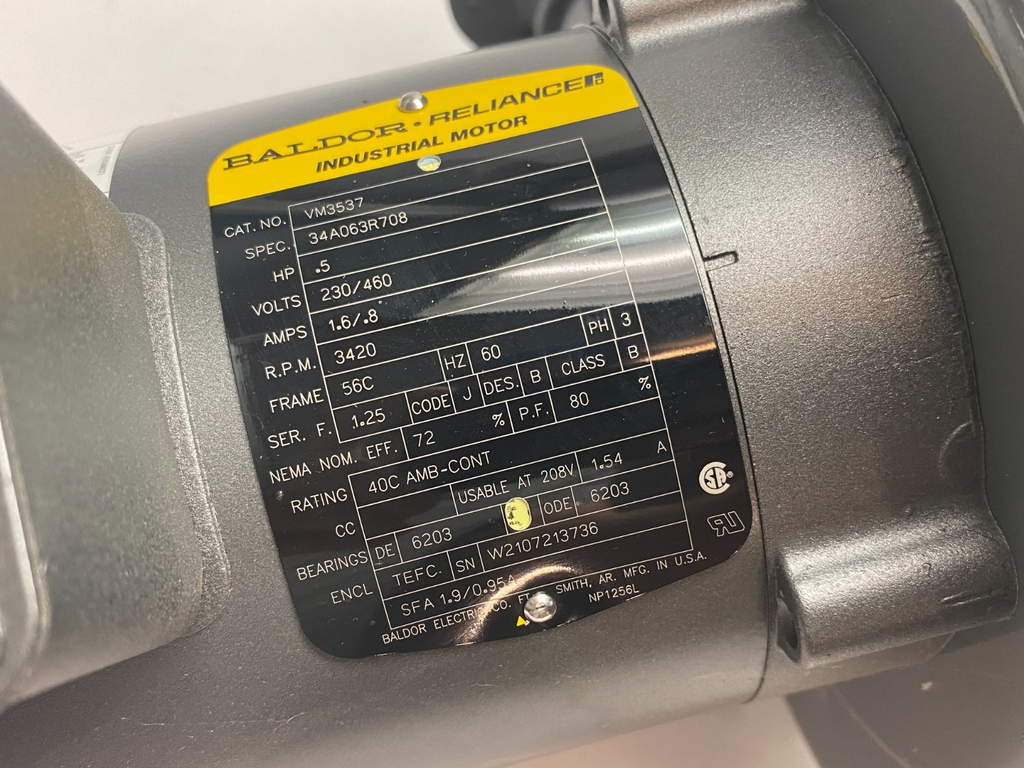 BALDOR • RELIANCE
INDUSTRIAL MOTOR
CAT. NO. VM3537
SPEC. 34A063R708
HP .5
VOLTS 230/460
AMPS 1.6/.8
R.P.M. 3420 HZ 60 PH 3
FRAME 56C
SER. F. 1.25 CODE J DES. B CLASS B
NEMA NOM. EFF. 72 % P.F. 80 %
RATING 40C AMB-CONT
CC USABLE AT 208V 1.54 A
BEARINGS DE 6203 ODE 6203
ENCL TEFC. SN W2107213736
SFA 1.9/0.95A
BALDOR ELECTRIC CO. FT. SMITH, AR. MFG. IN U.S.A.
NP1256L